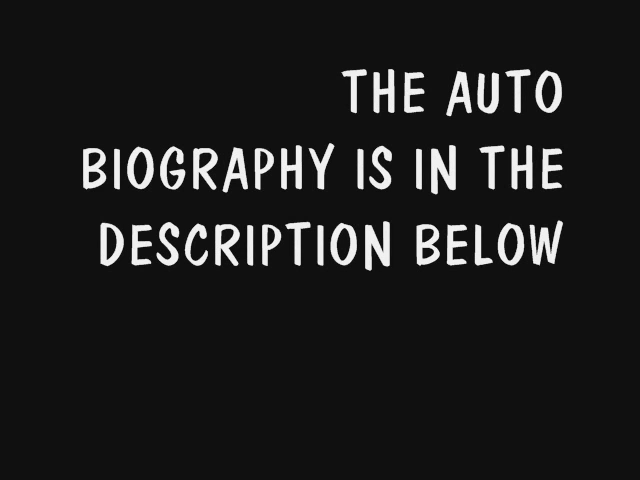 THE AUTO
BIOGRAPHY IS IN THE
DESCRIPTION BELOW